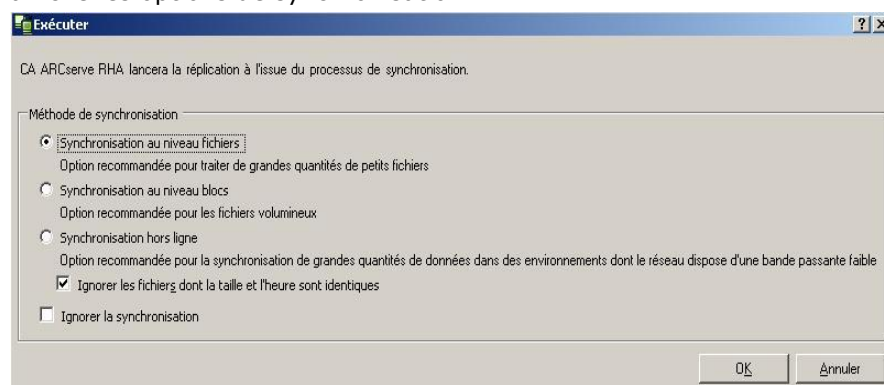 Exécuter
CA ARCserve RHA lancera la réplication à l'issue du processus de synchronisation.
Méthode de synchronisation
Synchronisation au niveau fichiers
Option recommandée pour traiter de grandes quantités de petits fichiers
Synchronisation au niveau blocs
Option recommandée pour les fichiers volumineux
Synchronisation hors ligne
Option recommandée pour la synchronisation de grandes quantités de données dans des environnements dont le réseau dispose d'une bande passante faible
Ignorer les fichiers dont la taille et l'heure sont identiques
Ignorer la synchronisation
OK Annuler